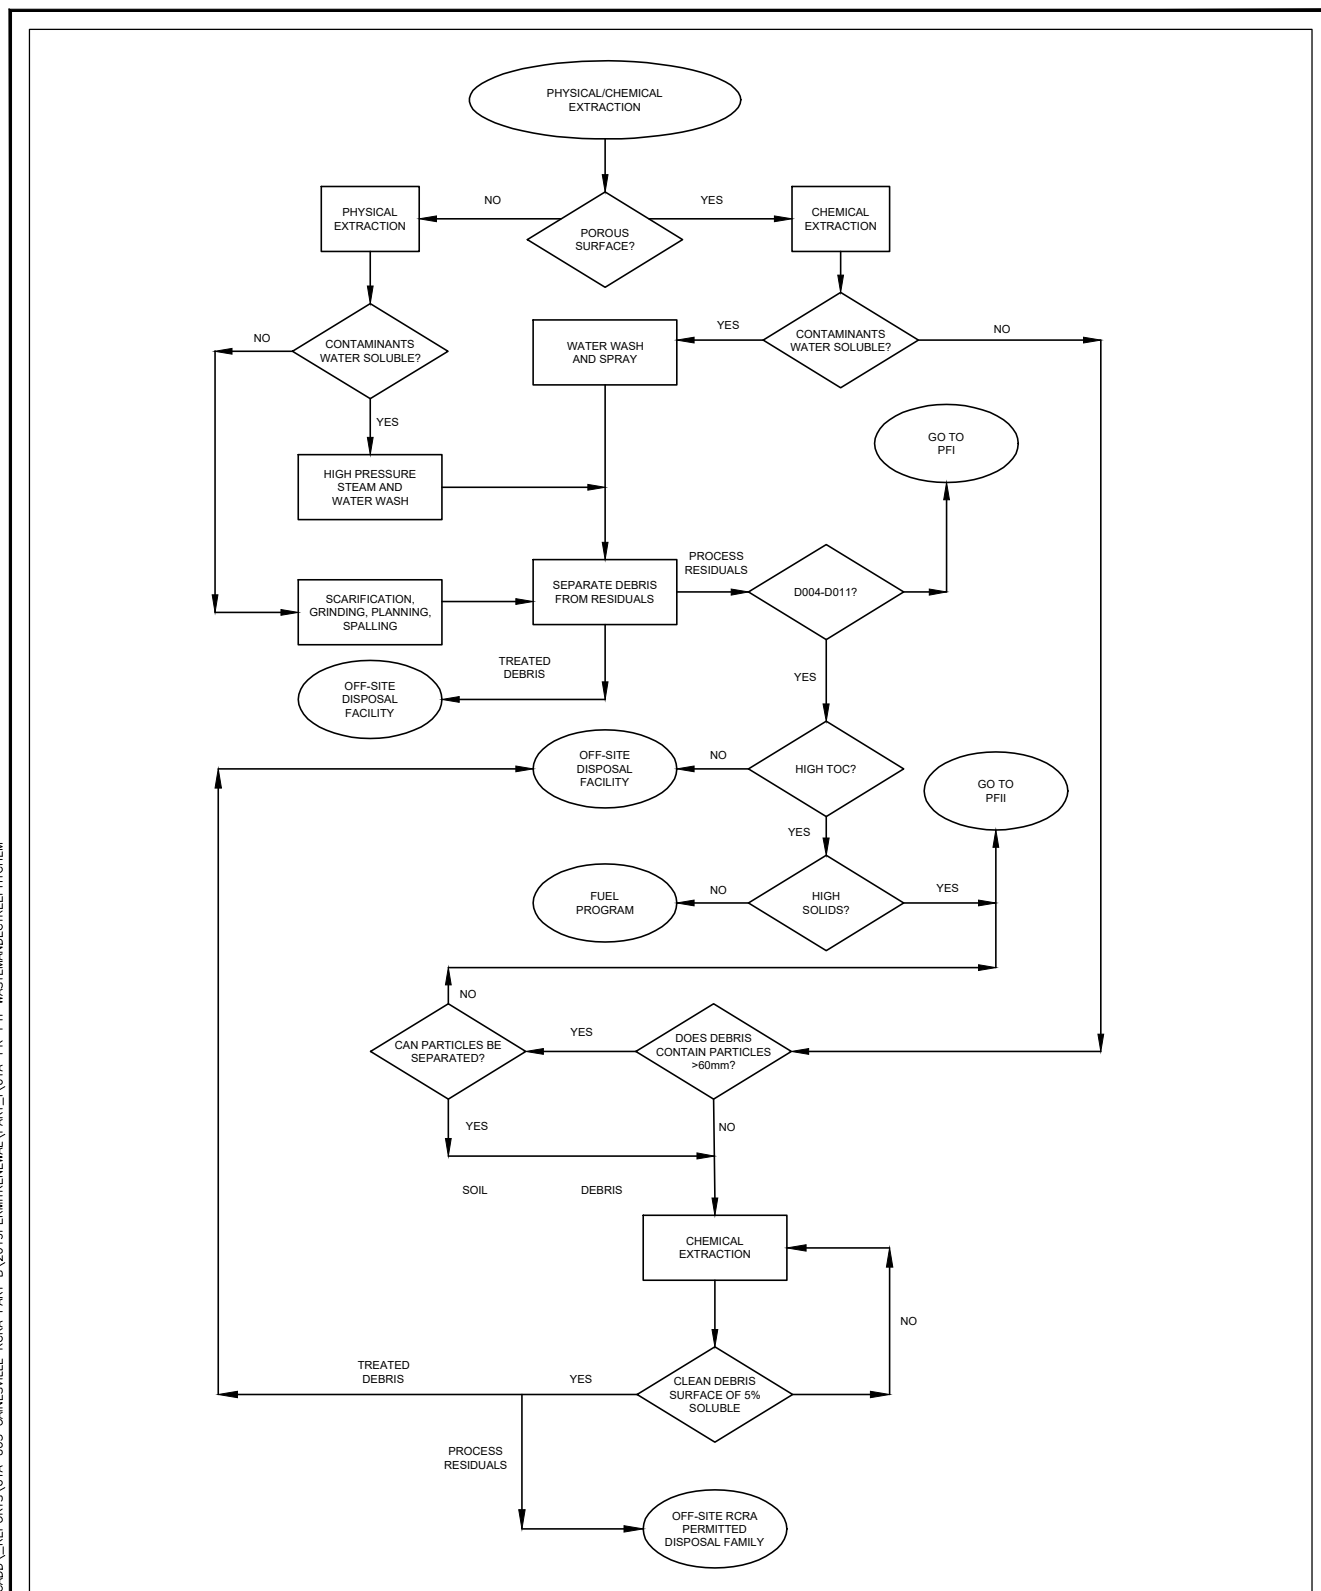 PHYSICAL/CHEMICAL
EXTRACTION
NO
YES
PHYSICAL
EXTRACTION
POROUS
SURFACE?
CHEMICAL
EXTRACTION
NO
CONTAMINANTS
WATER SOLUBLE?
WATER WASH
AND SPRAY
YES
CONTAMINANTS
WATER SOLUBLE?
NO
YES
GO TO
PFI
HIGH PRESSURE
STEAM AND
WATER WASH
PROCESS
RESIDUALS
SCARIFICATION,
GRINDING, PLANNING,
SPALLING
SEPARATE DEBRIS
FROM RESIDUALS
D004-D011?
TREATED
DEBRIS
YES
OFF-SITE
DISPOSAL
FACILITY
OFF-SITE
DISPOSAL
FACILITY
NO
HIGH TOC?
GO TO
PFII
YES
FUEL
PROGRAM
NO
HIGH
SOLIDS?
YES
NO
CAN PARTICLES BE
SEPARATED?
YES
DOES DEBRIS
CONTAIN PARTICLES
>60mm?
YES
NO
SOIL
DEBRIS
CHEMICAL
EXTRACTION
NO
TREATED
DEBRIS
YES
CLEAN DEBRIS
SURFACE OF 5%
SOLUBLE
PROCESS
RESIDUALS
OFF-SITE RCRA
PERMITTED
DISPOSAL FAMILY